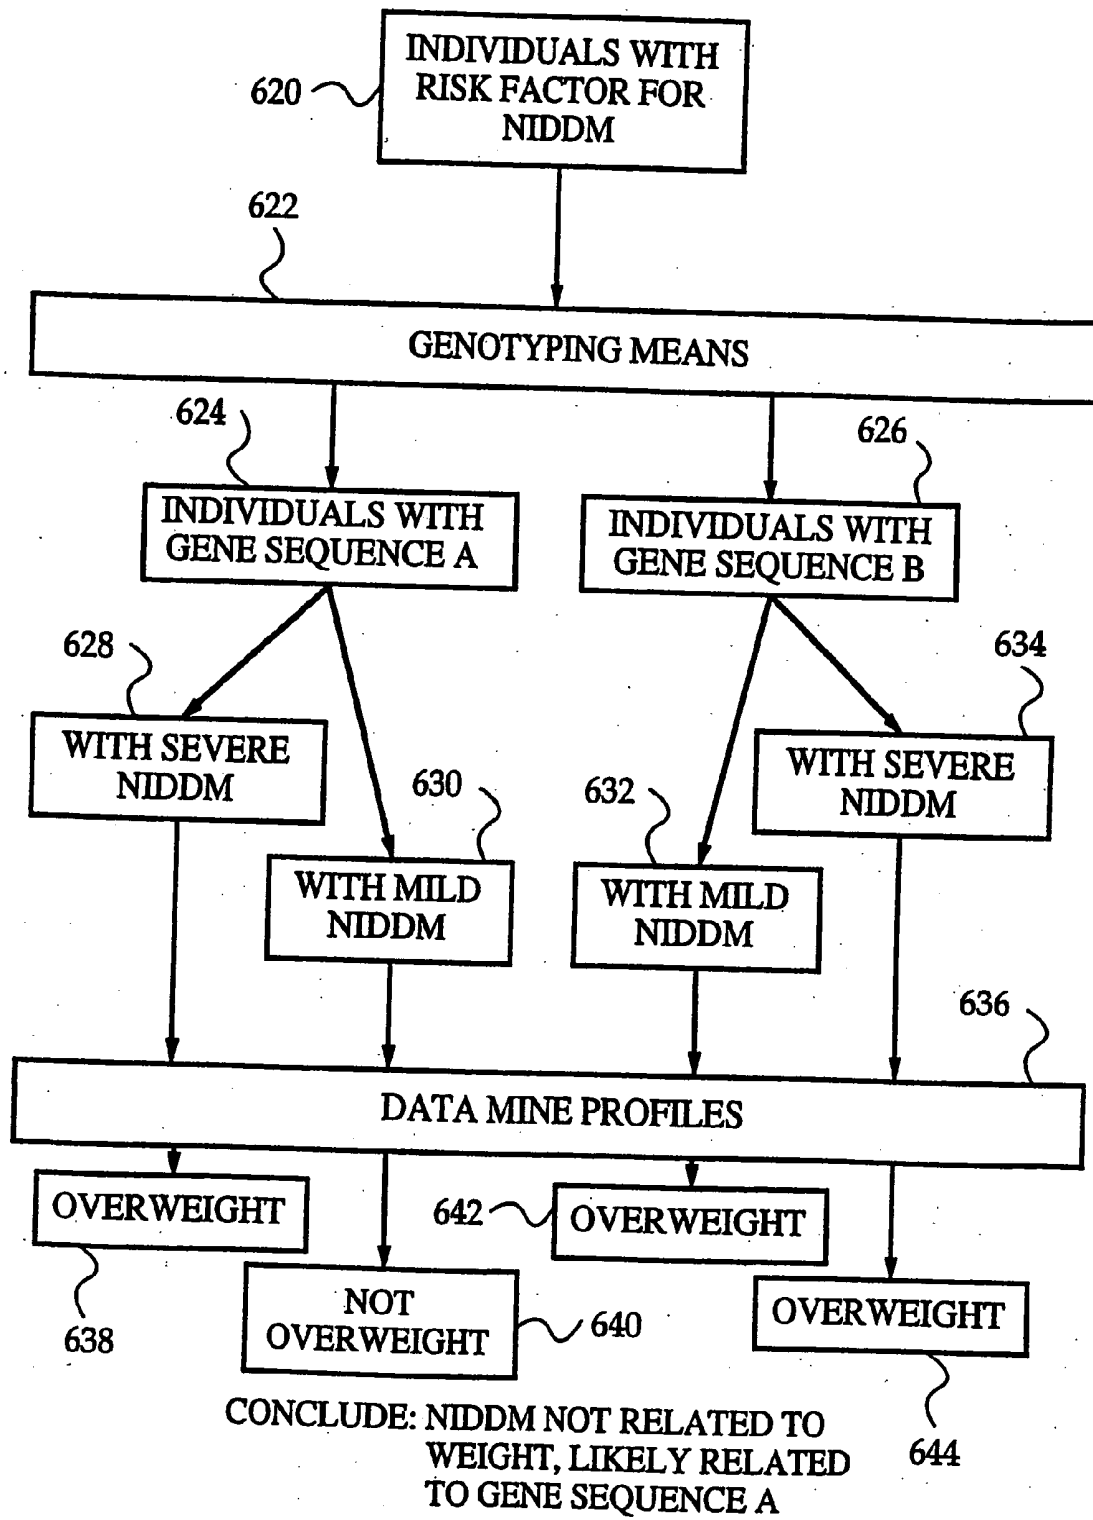 INDIVIDUALS WITH
RISK FACTOR FOR
NIDDM
620
622
GENOTYPING MEANS
624
626
INDIVIDUALS WITH
GENE SEQUENCE A
INDIVIDUALS WITH
GENE SEQUENCE B
628
634
WITH SEVERE
NIDDM
WITH SEVERE
NIDDM
630
632
WITH MILD
NIDDM
WITH MILD
NIDDM
636
DATA MINE PROFILES
OVERWEIGHT
642
OVERWEIGHT
638
NOT
OVERWEIGHT
640
OVERWEIGHT
644
CONCLUDE: NIDDM NOT RELATED TO
WEIGHT, LIKELY RELATED
TO GENE SEQUENCE A